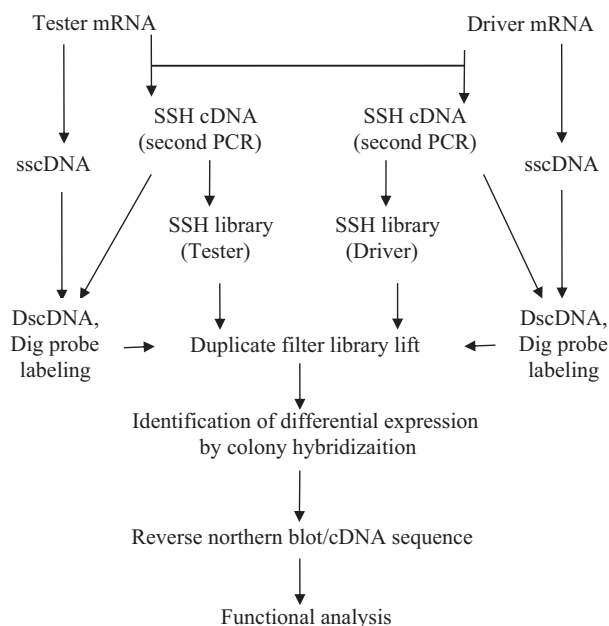 Tester mRNA
Driver mRNA
SSH cDNA
(second PCR)
SSH cDNA
(second PCR)
sscDNA
sscDNA
SSH library
(Tester)
SSH library
(Driver)
DscDNA,
Dig probe
labeling
Duplicate filter library lift
DscDNA,
Dig probe
labeling
Identification of differential expression
by colony hybridizaition
Reverse northern blot/cDNA sequence
Functional analysis